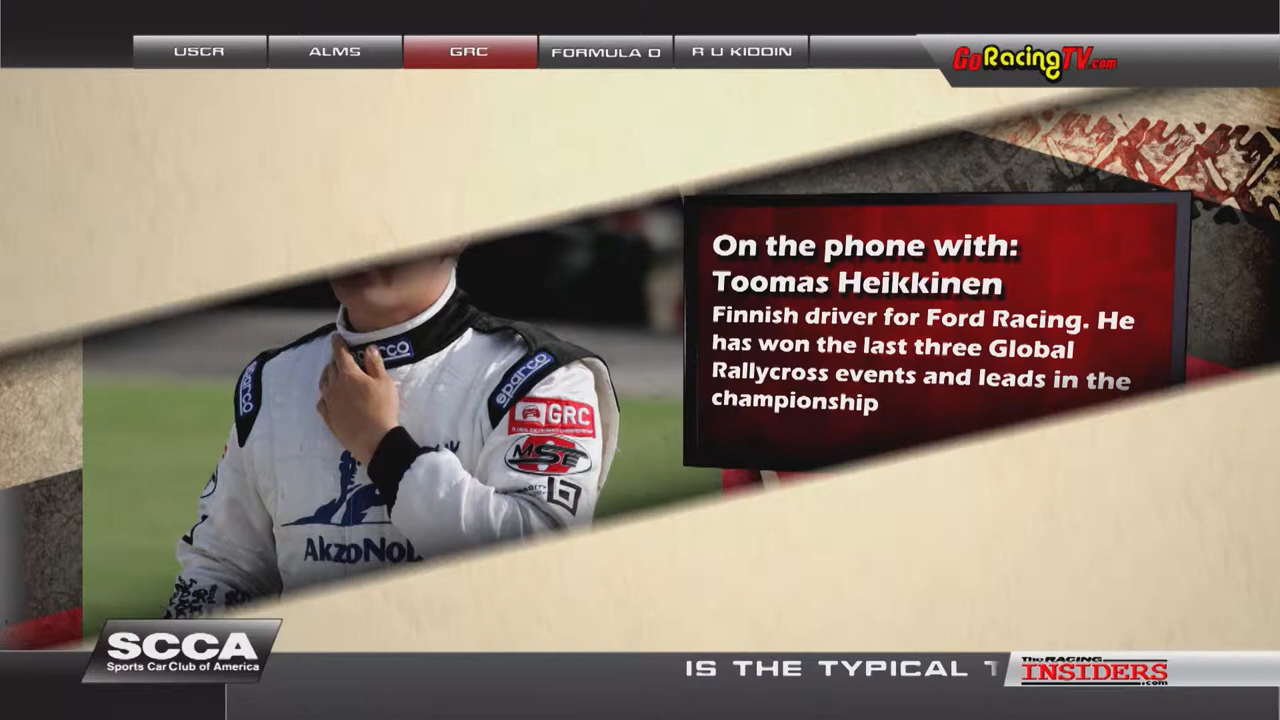 USCR
ALMS
GRC
FORMULA D
R U KIDDIN
GoRacingTV.com
On the phone with:
Toomas Heikkinen
Finnish driver for Ford Racing. He
has won the last three Global
Rallycross events and leads in the
championship
sparco
sparco
sparco
GRC
MSE
AkzoNob
SCCA
Sports Car Club of America
IS THE TYPICAL T
The RACING
INSIDERS
.com